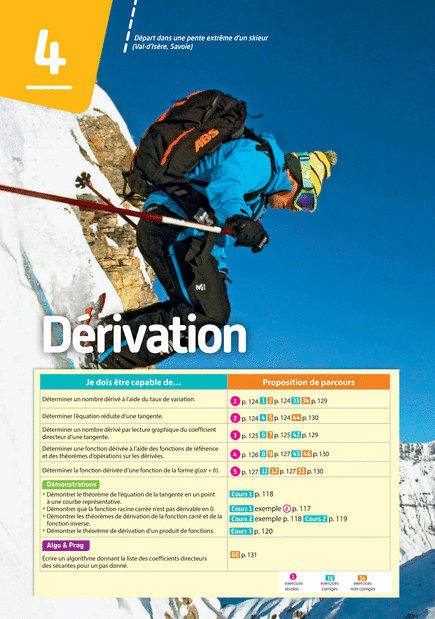 4
Départ dans une pente extrême d'un skieur
(Val-d'Isère, Savoie)
ABS
Dérivation
Je dois être capable de…
Proposition de parcours
Déterminer un nombre dérivé à l'aide du taux de variation.
1 p. 124 1 2 p. 124 33 34 p. 129
Déterminer l'équation réduite d'une tangente.
2 p. 124 4 5 p. 124 44 p. 130
Déterminer un nombre dérivé par lecture graphique du coefficient
directeur d'une tangente.
3 p. 125 6 7 p. 125 42 p. 129
Déterminer une fonction dérivée à l'aide des fonctions de référence
et des théorèmes d'opérations sur les dérivées.
4 p. 126 8 9 p. 127 45 46 p. 130
Déterminer la fonction dérivée d'une fonction de la forme g(ax + b).
5 p. 127 11 12 p. 127 53 p. 130
Démonstrations
• Démontrer le théorème de l'équation de la tangente en un point
à une courbe représentative.
Cours 1 p. 118
• Démontrer que la fonction racine carrée n'est pas dérivable en 0.
Cours 1 exemple 2 p. 117
• Démontrer les théorèmes de dérivation de la fonction carré et de la
fonction inverse.
Cours 2 exemple p. 118 Cours 2 p. 119
• Démontrer le théorème de dérivation d'un produit de fonctions.
Cours 3 p. 120
Algo & Prog
Écrire un algorithme donnant la liste des coefficients directeurs
des sécantes pour un pas donné.
60 p. 131
exercices
résolus
exercices
corrigés
exercices
non corrigés